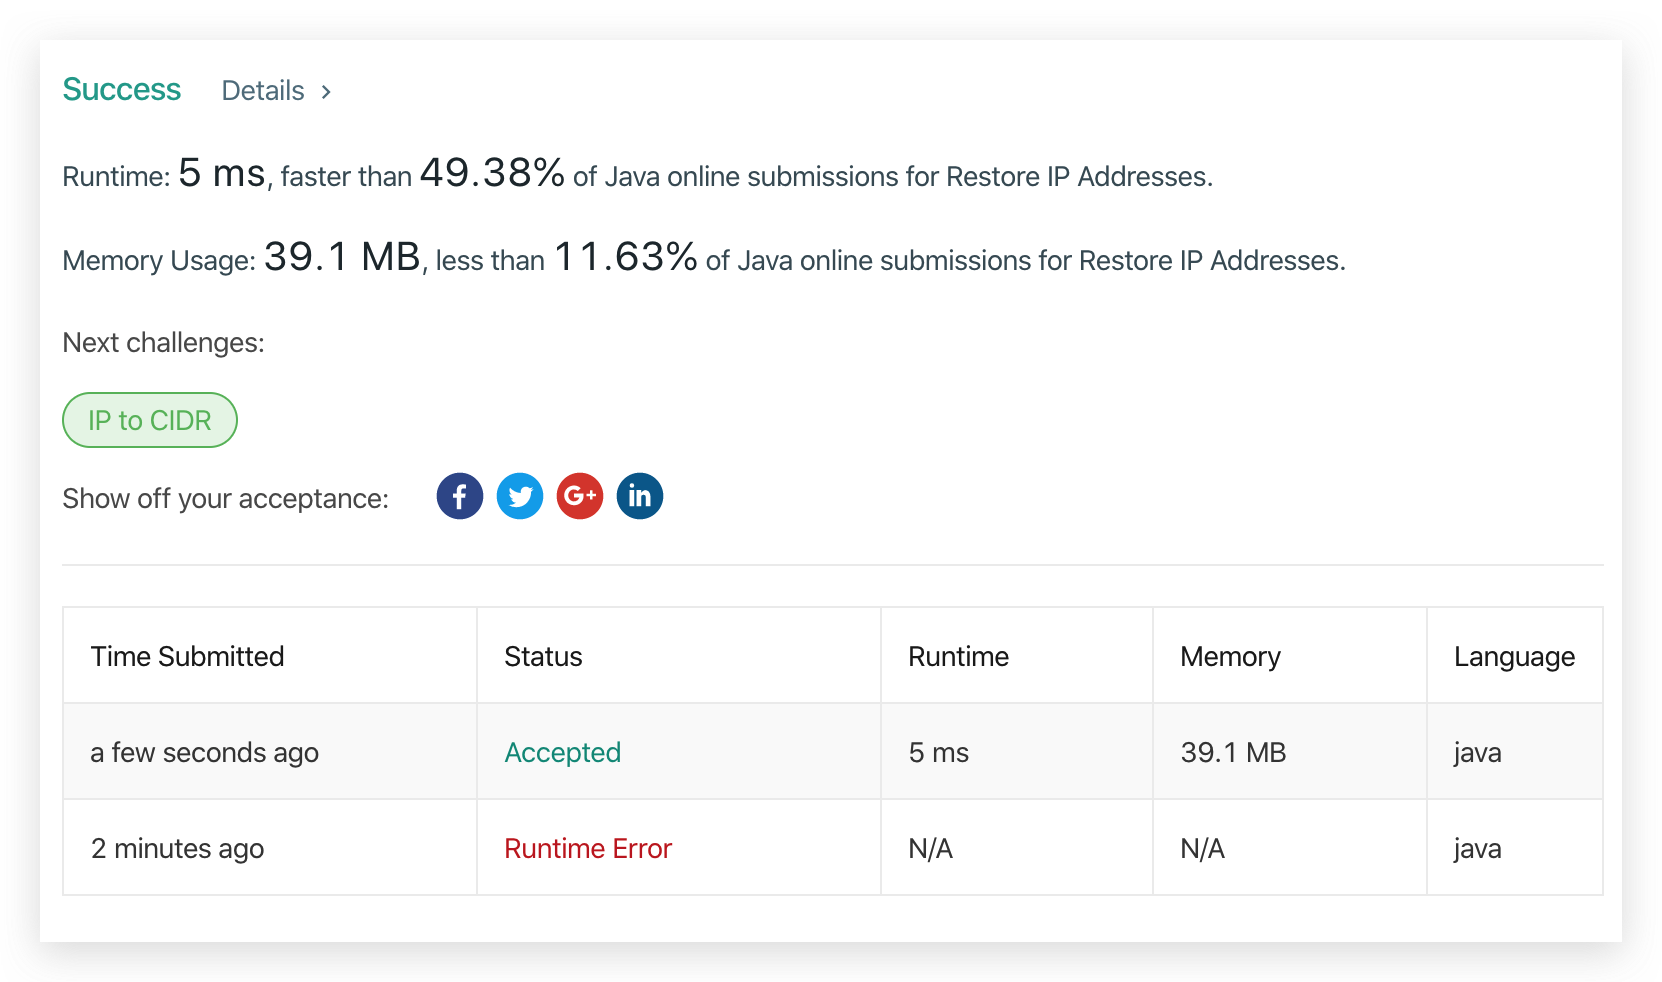 Success Details >
Runtime: 5 ms, faster than 49.38% of Java online submissions for Restore IP Addresses.
Memory Usage: 39.1 MB, less than 11.63% of Java online submissions for Restore IP Addresses.
Next challenges:
IP to CIDR
Show off your acceptance: f G+ in
Time Submitted Status Runtime Memory Language
a few seconds ago Accepted 5 ms 39.1 MB java
2 minutes ago Runtime Error N/A N/A java